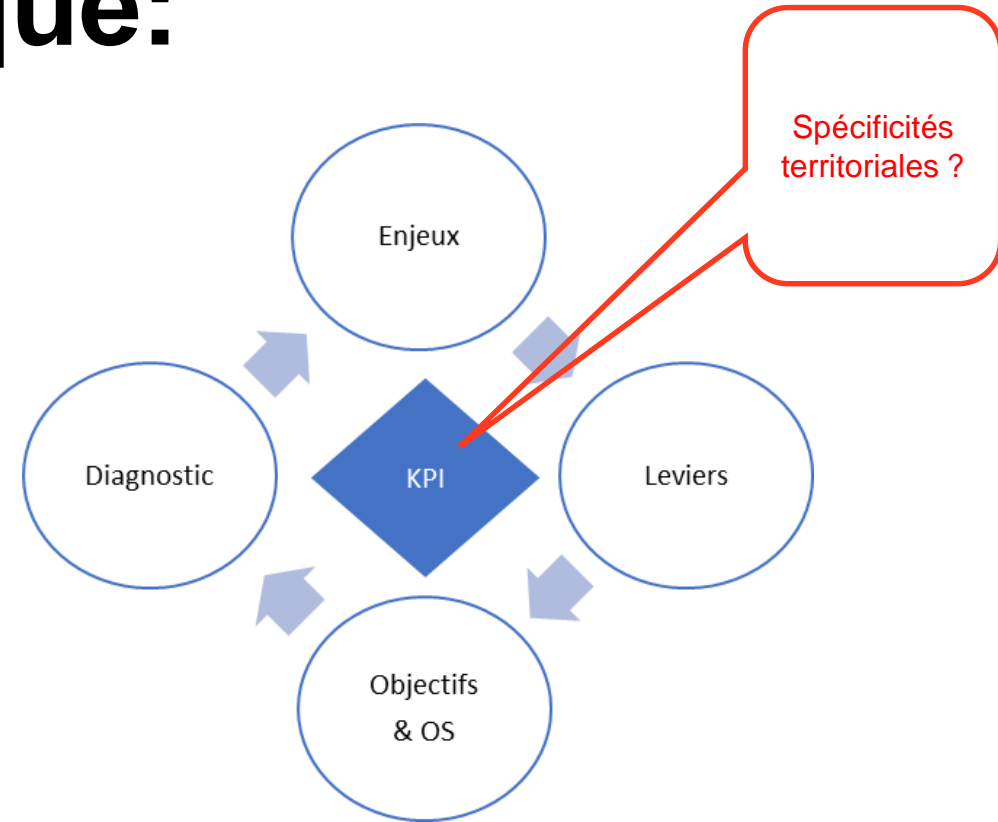 que:
Spécificités
territoriales ?
Enjeux
Diagnostic
KPI
Leviers
Objectifs
& OS